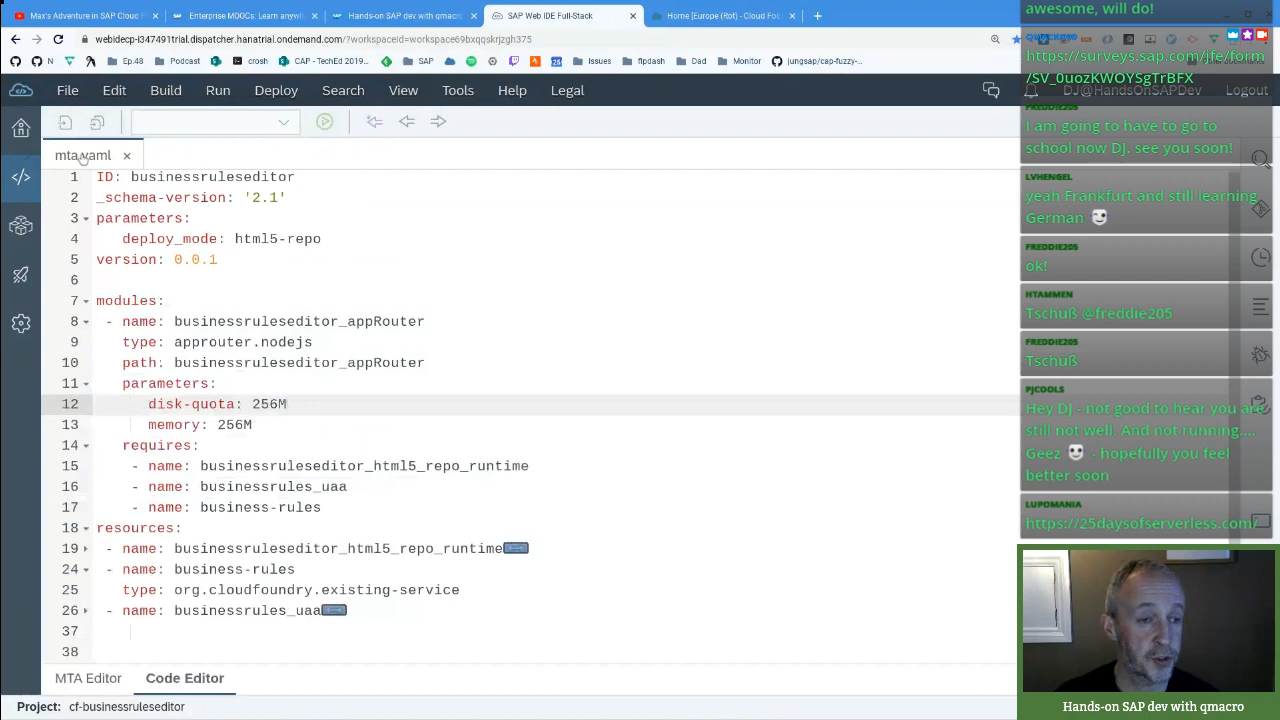 Max's Adventure in SAP Cloud P
Enterprise MOOCs: Learn anywh
Hands-on SAP dev with qmacro
SAP Web IDE Full-Stack
Home [Europe (Rot) - Cloud Fou
webidecp-i347491trial.dispatcher.hanatrial.ondemand.com/?workspaceId=workspace69bxqqskrjzgh375
Ep.48
Podcast
SAP
crosh
CAP - TechEd 2019...
Issues
flpdash
Dad
Monitor
jungsap/cap-fuzzy-...
File Edit Build Run Deploy Search View Tools Help Legal
DJ@HandsOnSAPDev
Logout
mta.yaml
1 ID: businessruleseditor
2 _schema-version: '2.1'
3 parameters:
4 deploy_mode: html5-repo
5 version: 0.0.1
6
7 modules:
8 - name: businessruleseditor_appRouter
9 type: approuter.nodejs
10 path: businessruleseditor_appRouter
11 parameters:
12 disk-quota: 256M
13 memory: 256M
14 requires:
15 - name: businessruleseditor_html5_repo_runtime
16 - name: businessrules_uaa
17 - name: business-rules
18 resources:
19 - name: businessruleseditor_html5_repo_runtime
24 - name: business-rules
25 type: org.cloudfoundry.existing-service
26 - name: businessrules_uaa
37
38
MTA Editor
Code Editor
Project: cf-businessruleseditor
awesome, will do!
QMACRO
https://surveys.sap.com/jfe/form
/SV_0uozKWOYSgTrBFX
FREDDIE205
I am going to have to go to
school now DJ. see you soon!
LVHENGEL
yeah Frankfurt and still learning
German
FREDDIE205
ok!
HTAMMEN
Tschuß @freddie205
FREDDIE205
Tschuß
PJCOOLS
Hey DJ - not good to hear you are
still not well. And not running....
Geez - hopefully you feel
better soon
LUPOMANIA
https://25daysofserverless.com/
Hands-on SAP dev with qmacro